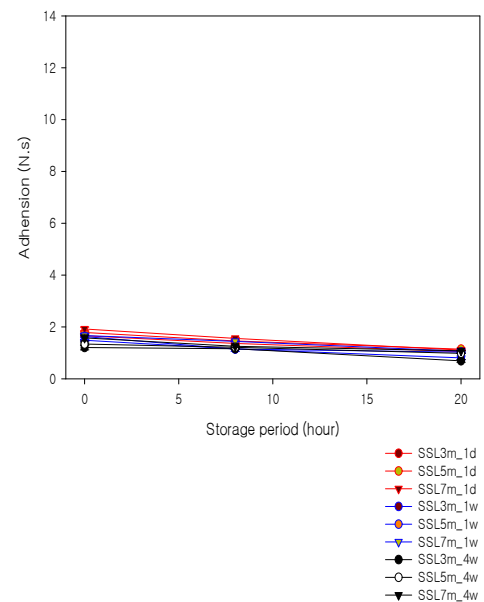 14
12
10
8
6
4
2
0
Adhension (N.s)
0 5 10 15 20
Storage period (hour)
SSL3m_1d
SSL5m_1d
SSL7m_1d
SSL3m_1w
SSL5m_1w
SSL7m_1w
SSL3m_4w
SSL5m_4w
SSL7m_4w